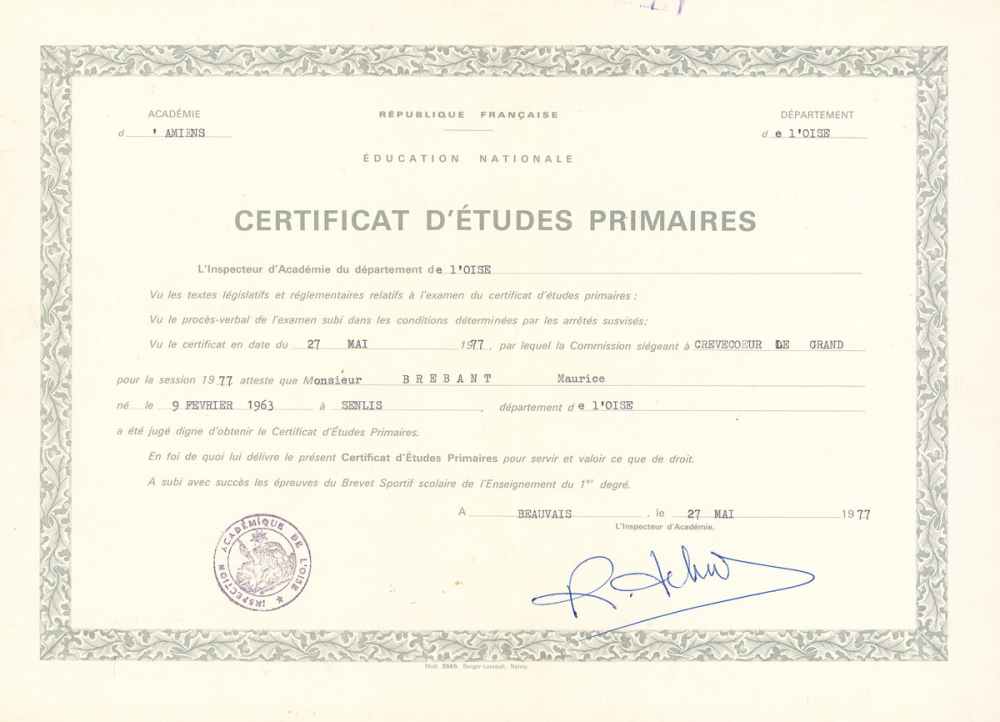 ACADÉMIE
d ' AMIENS
RÉPUBLIQUE FRANÇAISE
DÉPARTEMENT
d e l'OISE
ÉDUCATION NATIONALE
CERTIFICAT D'ÉTUDES PRIMAIRES
L'Inspecteur d'Académie du département de l'OISE
Vu les textes législatifs et réglementaires relatifs à l'examen du certificat d'études primaires :
Vu le procès-verbal de l'examen subi dans les conditions déterminées par les arrêtés susvisés;
Vu le certificat en date du 27 MAI 1977, par lequel la Commission siégeant à CREVECOEUR LE GRAND
pour la session 1977 atteste que Monsieur BREBANT Maurice
né le 9 FEVRIER 1963 à SENLIS , département de l'OISE
a été jugé digne d'obtenir le Certificat d'Études Primaires.
En foi de quoi lui délivre le présent Certificat d'Études Primaires pour servir et valoir ce que de droit.
A subi avec succès les épreuves du Brevet Sportif scolaire de l'Enseignement du 1er degré.
A BEAUVAIS , le 27 MAI 1977
L'Inspecteur d'Académie,
INSPECTION ACADÉMIQUE DE L'OISE
Mod. 5565. Berger-Levrault, Nancy.